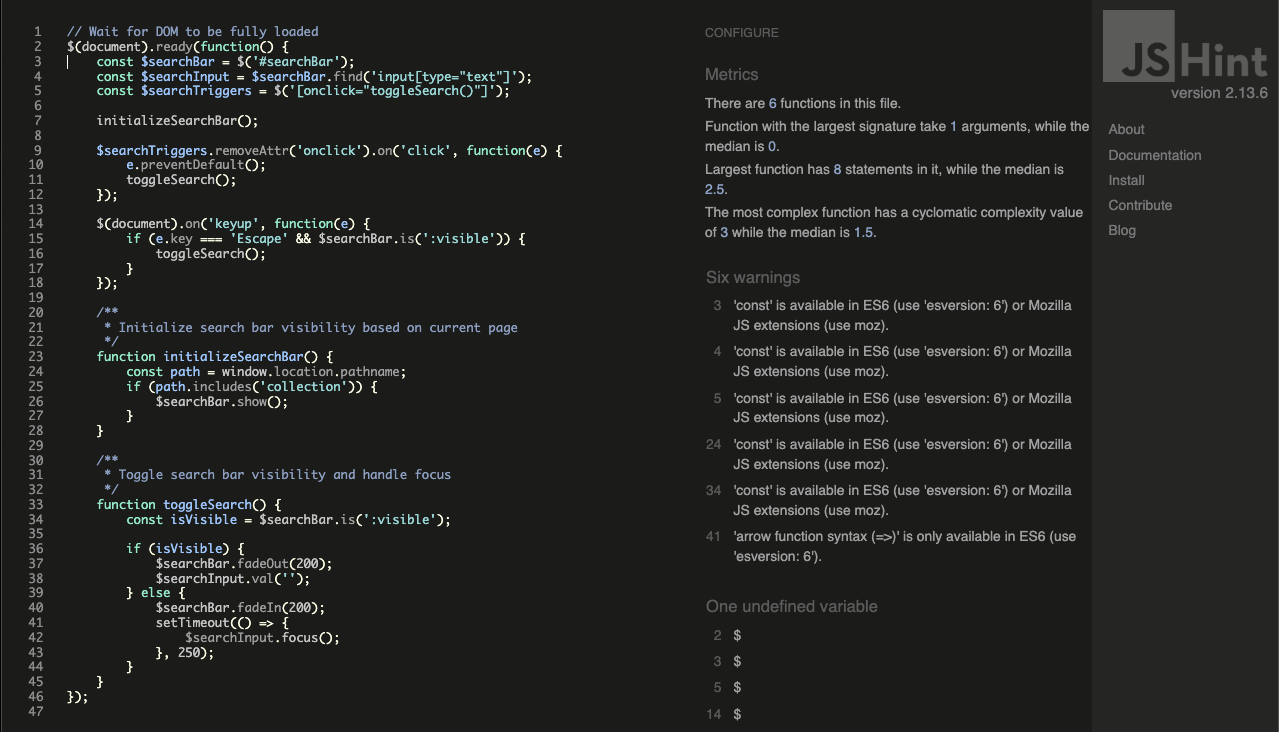 1 // Wait for DOM to be fully loaded
2 $(document).ready(function() {
3 const $searchBar = $('#searchBar');
4 const $searchInput = $searchBar.find('input[type="text"]');
5 const $searchTriggers = $('[onclick="toggleSearch()"]');
6
7 initializeSearchBar();
8
9 $searchTriggers.removeAttr('onclick').on('click', function(e) {
10 e.preventDefault();
11 toggleSearch();
12 });
13
14 $(document).on('keyup', function(e) {
15 if (e.key === 'Escape' && $searchBar.is(':visible')) {
16 toggleSearch();
17 }
18 });
19
20 /**
21 * Initialize search bar visibility based on current page
22 */
23 function initializeSearchBar() {
24 const path = window.location.pathname;
25 if (path.includes('collection')) {
26 $searchBar.show();
27 }
28 }
29
30 /**
31 * Toggle search bar visibility and handle focus
32 */
33 function toggleSearch() {
34 const isVisible = $searchBar.is(':visible');
35
36 if (isVisible) {
37 $searchBar.fadeOut(200);
38 $searchInput.val('');
39 } else {
40 $searchBar.fadeIn(200);
41 setTimeout(() => {
42 $searchInput.focus();
43 }, 250);
44 }
45 }
46 });
47
CONFIGURE
Metrics
There are 6 functions in this file.
Function with the largest signature take 1 arguments, while the
median is 0.
Largest function has 8 statements in it, while the median is
2.5.
The most complex function has a cyclomatic complexity value
of 3 while the median is 1.5.
Six warnings
3 'const' is available in ES6 (use 'esversion: 6') or Mozilla
JS extensions (use moz).
4 'const' is available in ES6 (use 'esversion: 6') or Mozilla
JS extensions (use moz).
5 'const' is available in ES6 (use 'esversion: 6') or Mozilla
JS extensions (use moz).
24 'const' is available in ES6 (use 'esversion: 6') or Mozilla
JS extensions (use moz).
34 'const' is available in ES6 (use 'esversion: 6') or Mozilla
JS extensions (use moz).
41 'arrow function syntax (=>)' is only available in ES6 (use
'esversion: 6').
One undefined variable
2 $
3 $
5 $
14 $
JSHint
version 2.13.6
About
Documentation
Install
Contribute
Blog